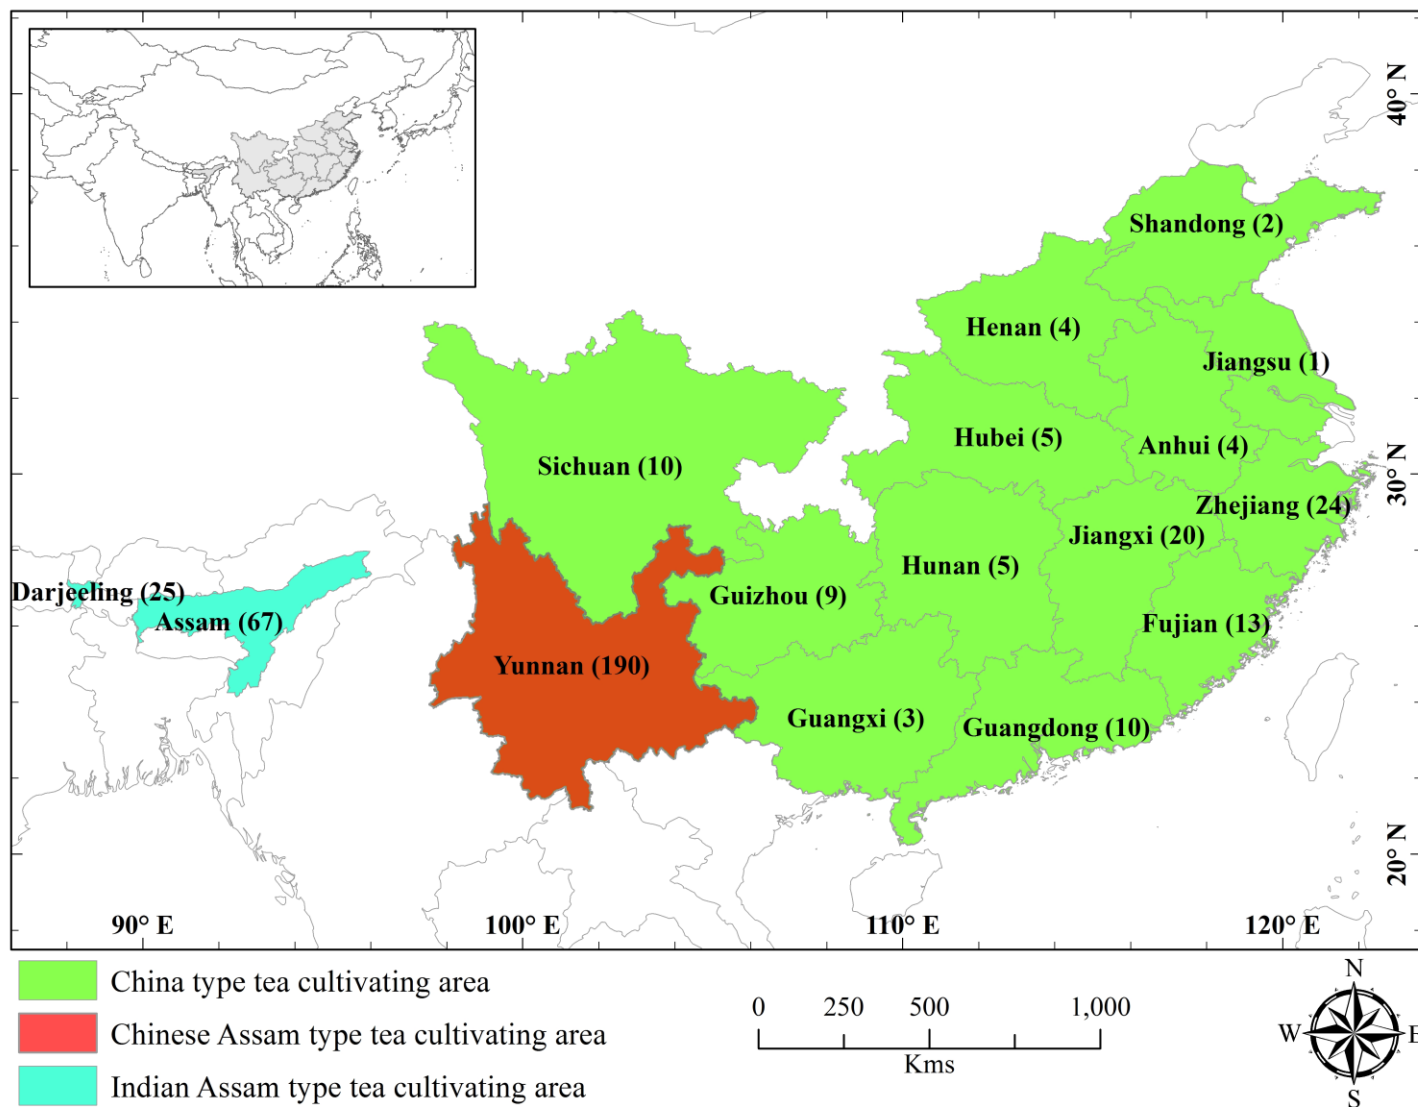 40° N
Shandong (2)
Henan (4)
Jiangsu (1)
Hubei (5)
Anhui (4)
Sichuan (10)
30° N
Zhejiang (24)
Jiangxi (20)
Hunan (5)
Darjeeling (25)
Guizhou (9)
Assam (67)
Fujian (13)
Yunnan (190)
Guangxi (3)
Guangdong (10)
20° N
90° E
100° E
110° E
120° E
China type tea cultivating area
Chinese Assam type tea cultivating area
Indian Assam type tea cultivating area
0 250 500 1,000
Kms
N
W E
S